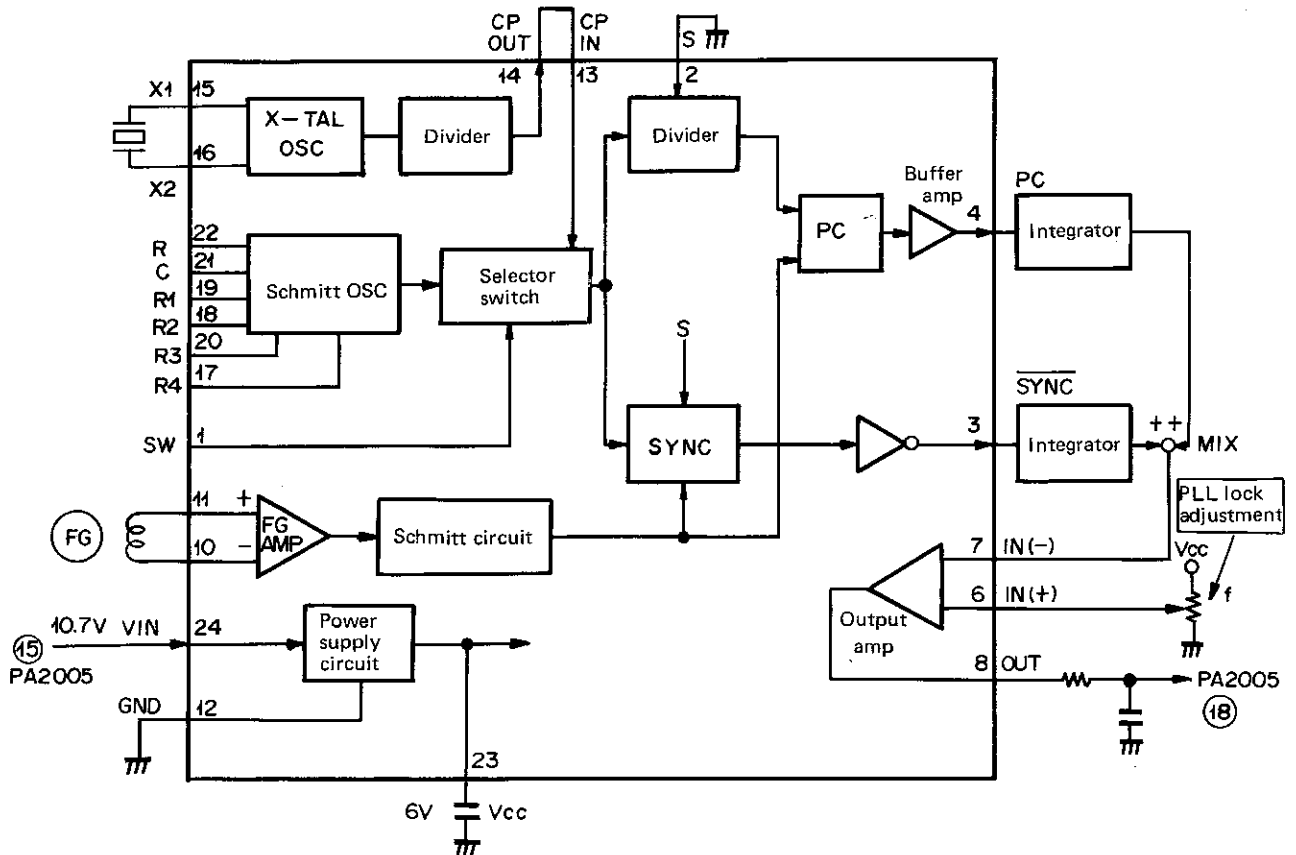 CP OUT
CP IN
S
14
13
2
X1
15
16
X2
X-TAL OSC
Divider
Divider
Buffer amp
PC
4
PC
Integrator
R
22
C
21
R1
19
R2
18
R3
20
R4
17
Schmitt OSC
Selector switch
S
SW
1
SYNC
3
SYNC
Integrator
++
MIX
PLL lock adjustment
FG
11
+
10
-
FG AMP
Schmitt circuit
7
IN(-)
Vcc
6
IN(+)
f
Output amp
8
OUT
PA2005
18
10.7V
VIN
24
15
PA2005
Power supply circuit
GND
12
23
6V
Vcc